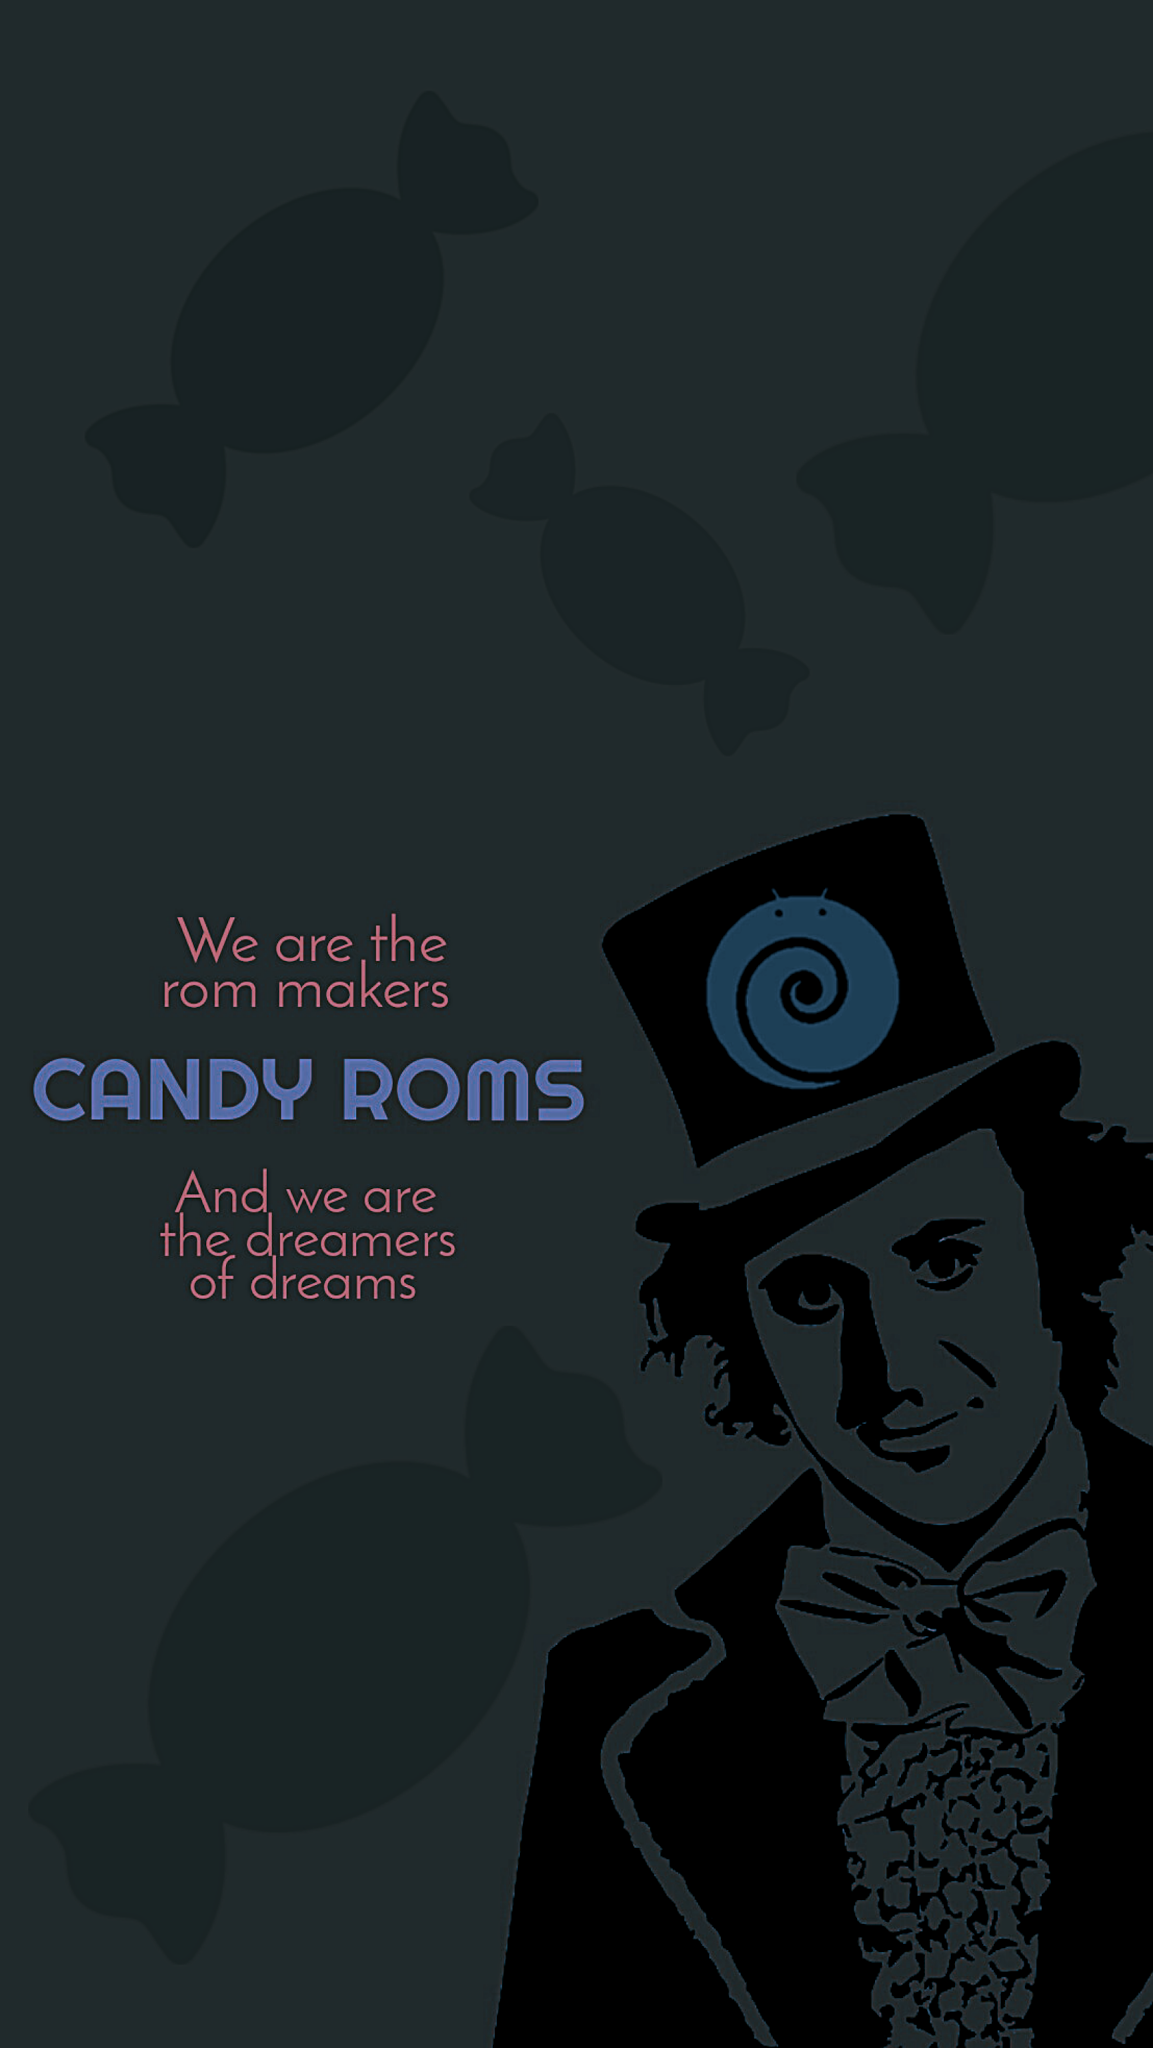 We are the
rom makers
CANDY ROMS
And we are
the dreamers
of dreams